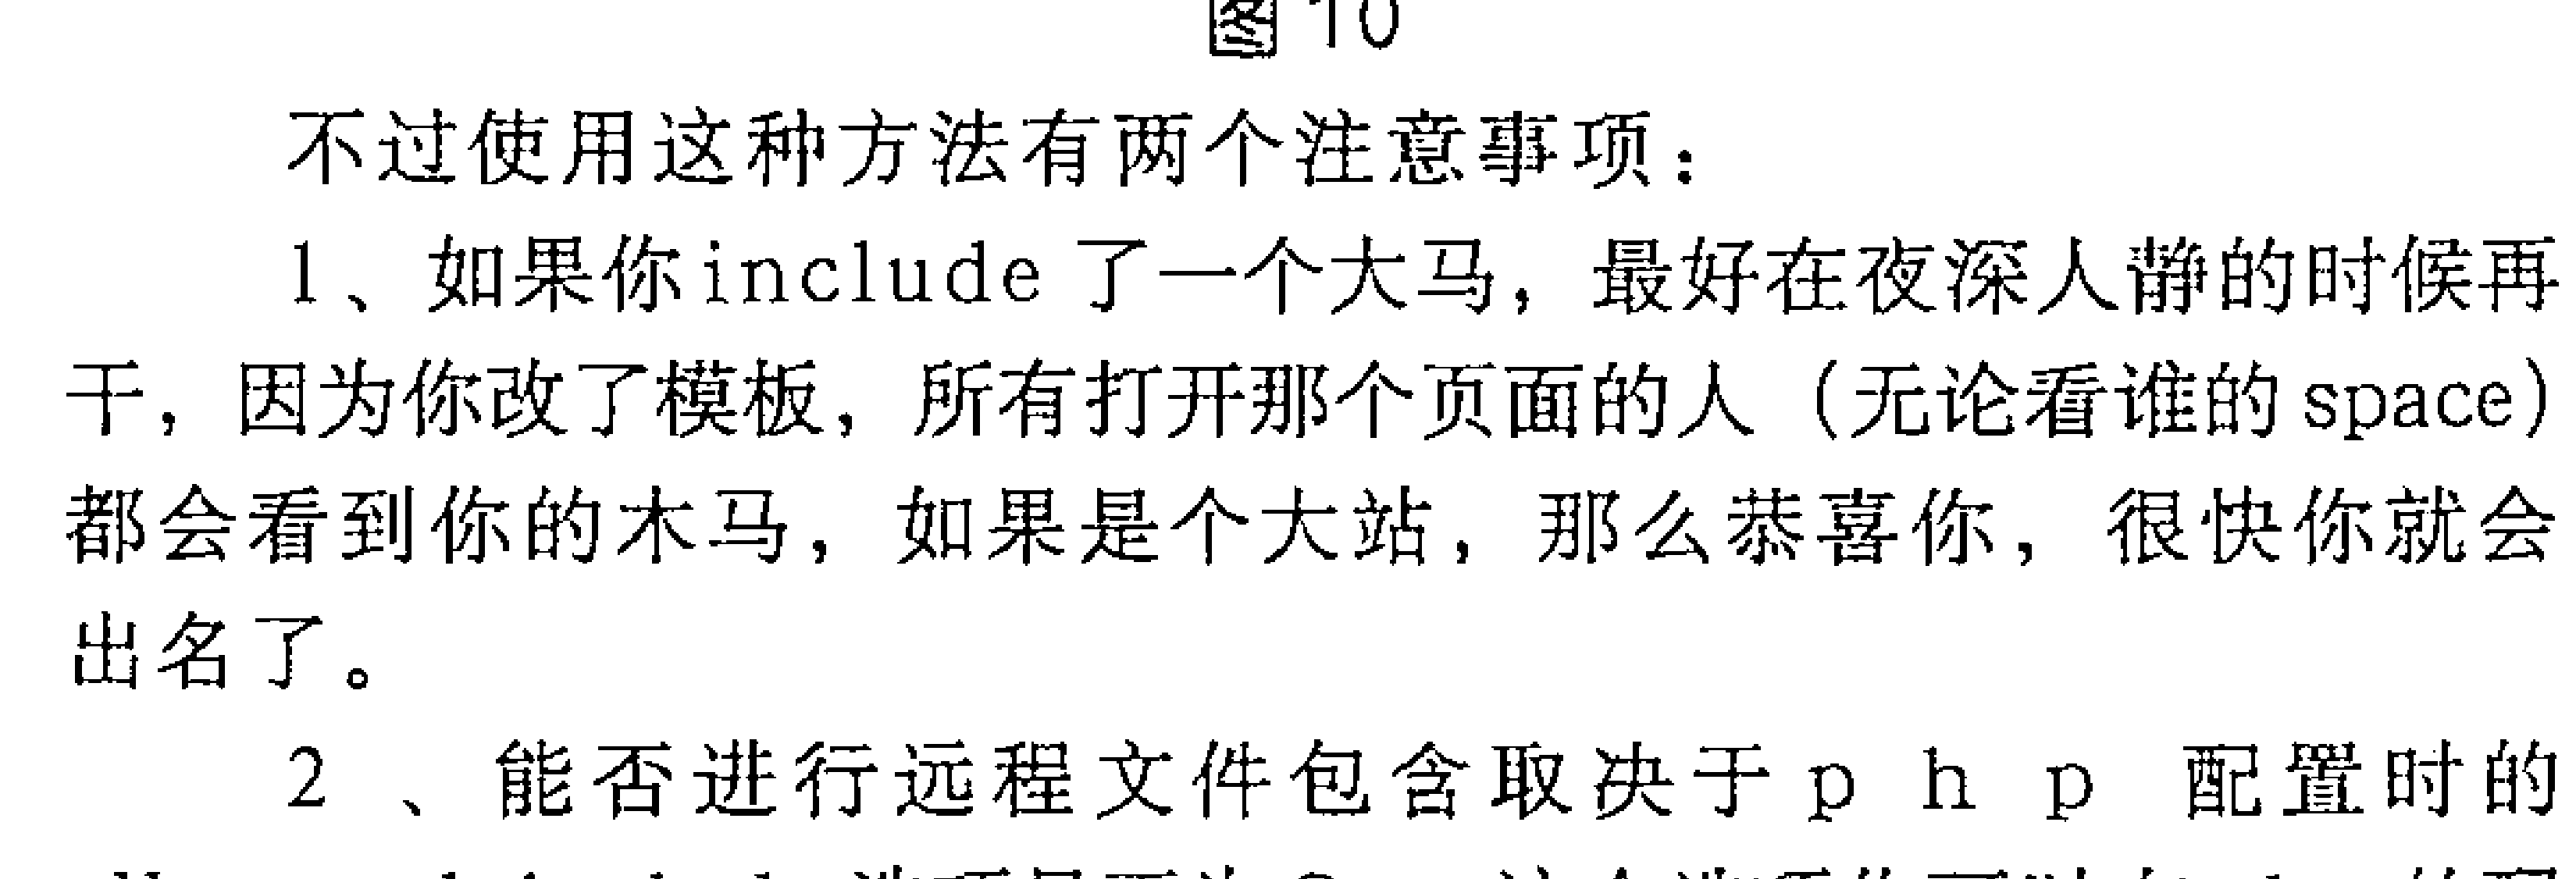 图10
不过使用这种方法有两个注意事项：
1、如果你include了一个大马，最好在夜深人静的时候再
干，因为你改了模板，所有打开那个页面的人（无论看谁的space）
都会看到你的木马，如果是个大站，那么恭喜你，很快你就会
出名了。
2、能否进行远程文件包含取决于php配置时的